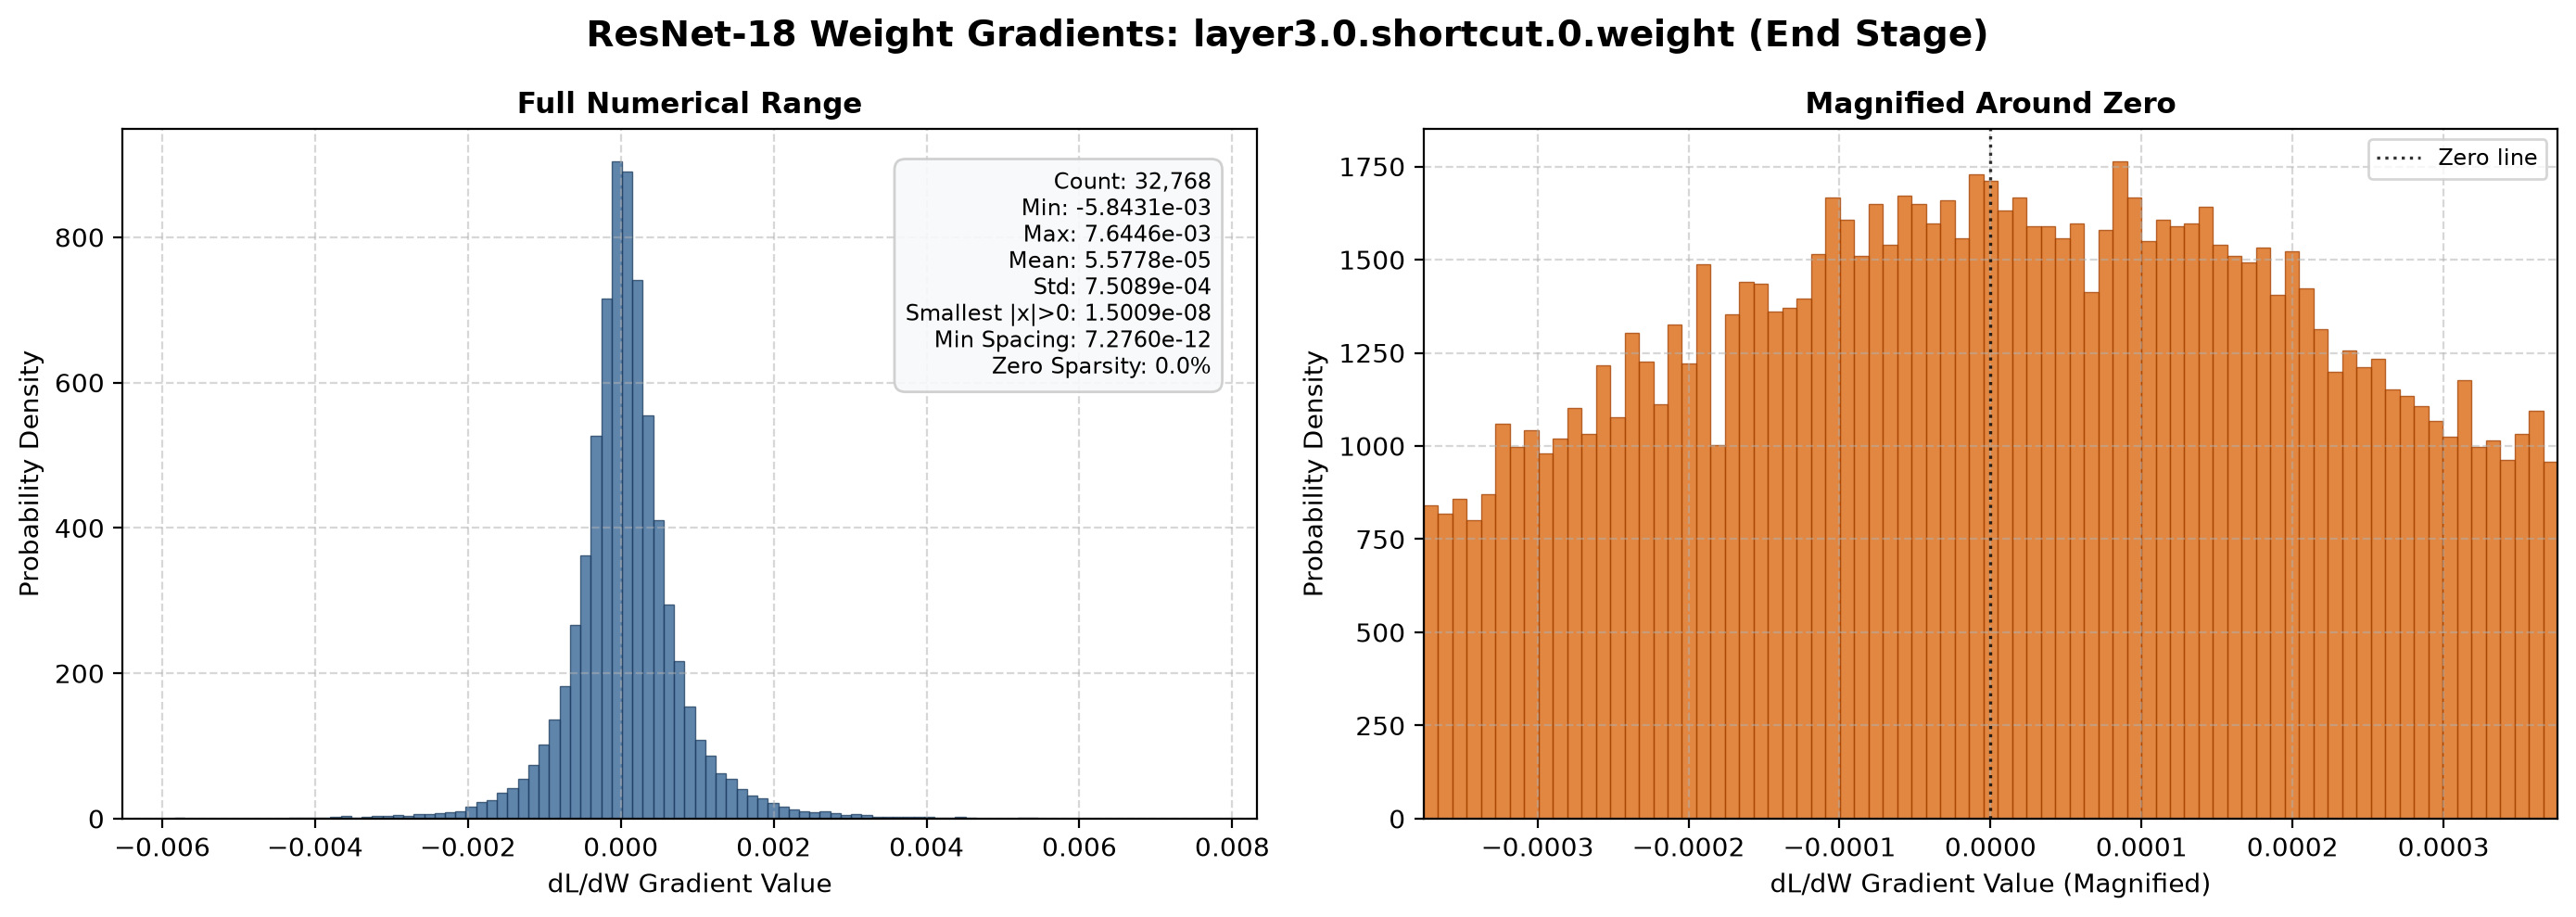 ResNet-18 Weight Gradients: layer3.0.shortcut.0.weight (End Stage)
Full Numerical Range
Probability Density
800
600
400
200
0
Count: 32,768
Min: -5.8431e-03
Max: 7.6446e-03
Mean: 5.5778e-05
Std: 7.5089e-04
Smallest |x|>0: 1.5009e-08
Min Spacing: 7.2760e-12
Zero Sparsity: 0.0%
−0.006 −0.004 −0.002 0.000 0.002 0.004 0.006 0.008
dL/dW Gradient Value
Magnified Around Zero
Probability Density
1750
1500
1250
1000
750
500
250
0
Zero line
−0.0003 −0.0002 −0.0001 0.0000 0.0001 0.0002 0.0003
dL/dW Gradient Value (Magnified)